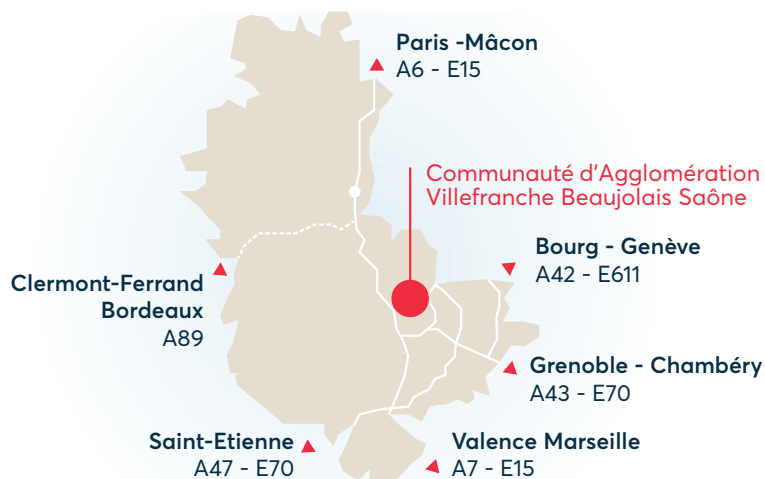 Paris -Mâcon
A6 - E15
Communauté d'Agglomération
Villefranche Beaujolais Saône
Bourg - Genève
A42 - E611
Clermont-Ferrand
Bordeaux
A89
Grenoble - Chambéry
A43 - E70
Saint-Etienne
A47 - E70
Valence Marseille
A7 - E15